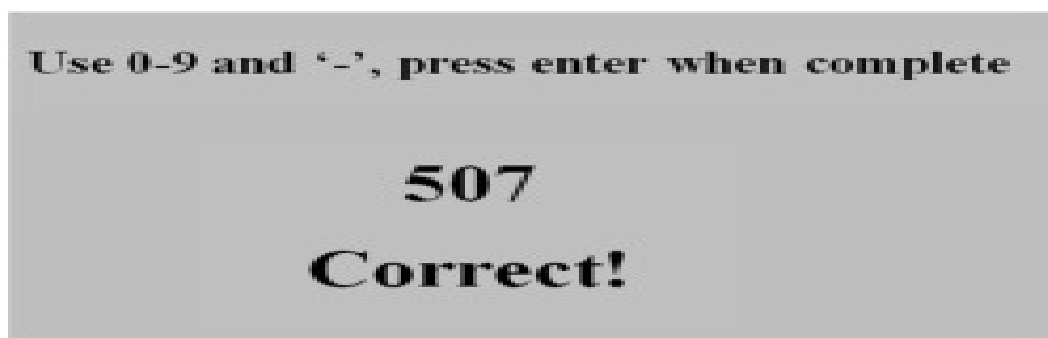 Use 0-9 and ‘-’, press enter when complete
507
Correct!